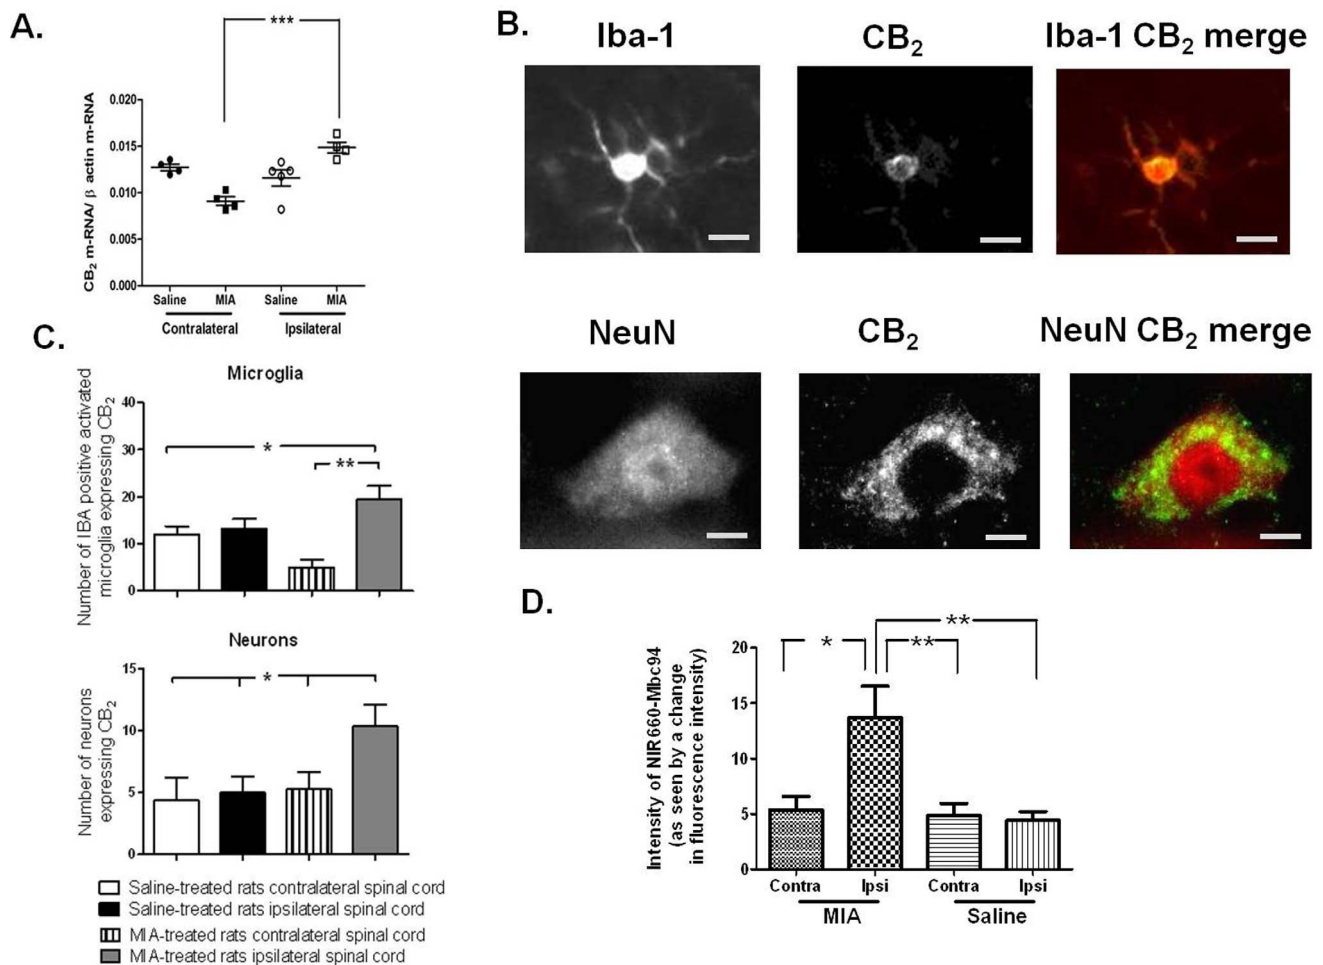 A.
***
CB2 m-RNA/ β actin m-RNA
0.020
0.015
0.010
0.005
0.000
Saline MIA Saline MIA
Contralateral Ipsilateral
B.
Iba-1 CB2 Iba-1 CB2 merge
NeuN CB2 NeuN CB2 merge
C.
Microglia
Number of IBA positive activated
microglia expressing CB2
40
30
20
10
0
*
**
Neurons
Number of neurons
expressing CB2
15
10
5
0
*
Saline-treated rats contralateral spinal cord
Saline-treated rats ipsilateral spinal cord
MIA-treated rats contralateral spinal cord
MIA-treated rats ipsilateral spinal cord
D.
Intensity of NIR660-Mbc94
(as seen by a change
in fluorescence intensity)
20
15
10
5
0
**
* **
Contra Ipsi Contra Ipsi
MIA Saline